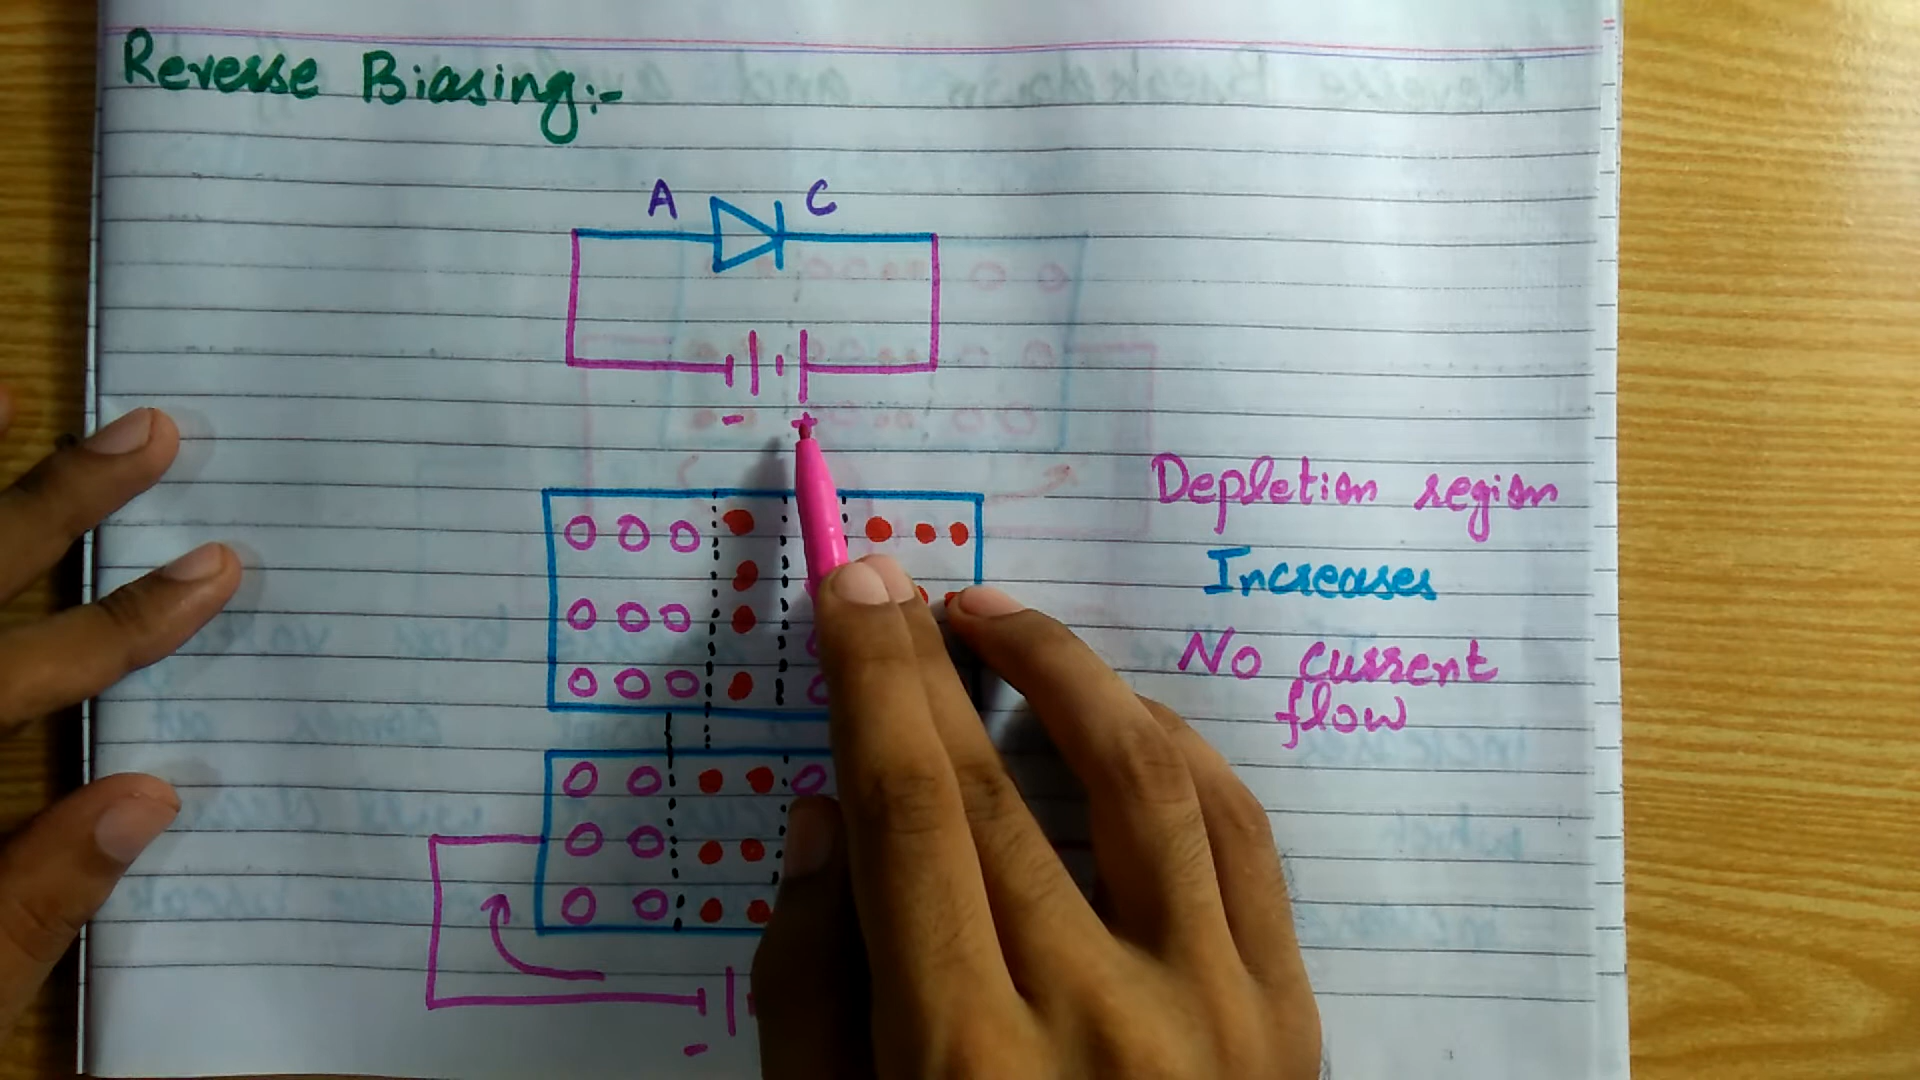 Reverse Biasing:-
A C
- +
Depletion region
Increases
No current
flow
-